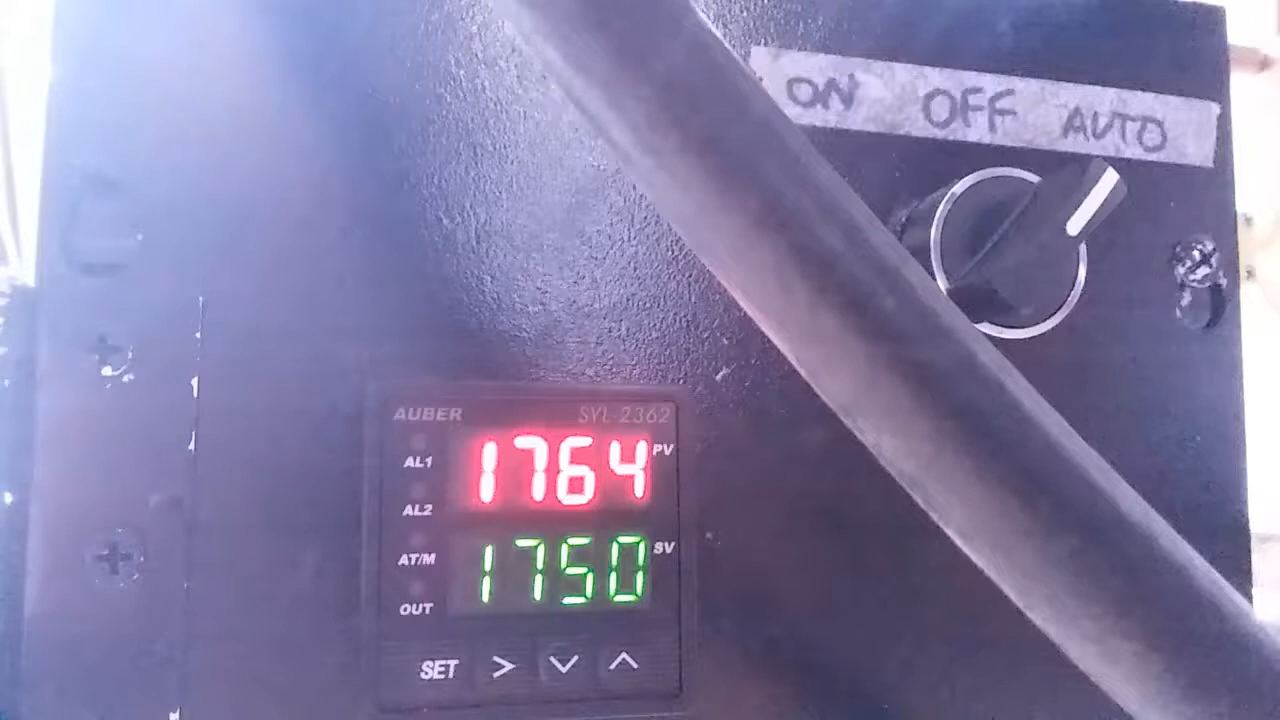 ON OFF AUTO
AUBER SYL-2362
AL1 1764 PV
AL2
AT/M 1750 SV
OUT
SET > ∨ ∧